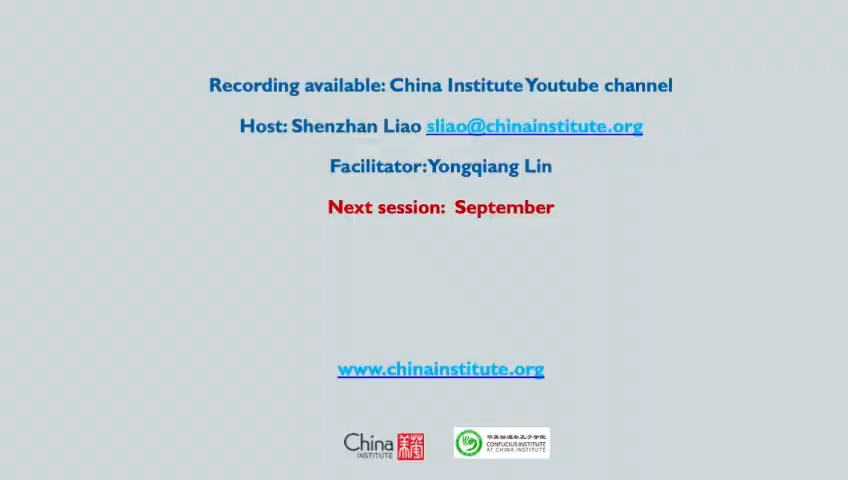 Recording available: China Institute Youtube channel
Host: Shenzhan Liao sliao@chinainstitute.org
Facilitator: Yongqiang Lin
Next session: September
www.chinainstitute.org
China
INSTITUTE
CONFUCIUS INSTITUTE
AT CHINA INSTITUTE